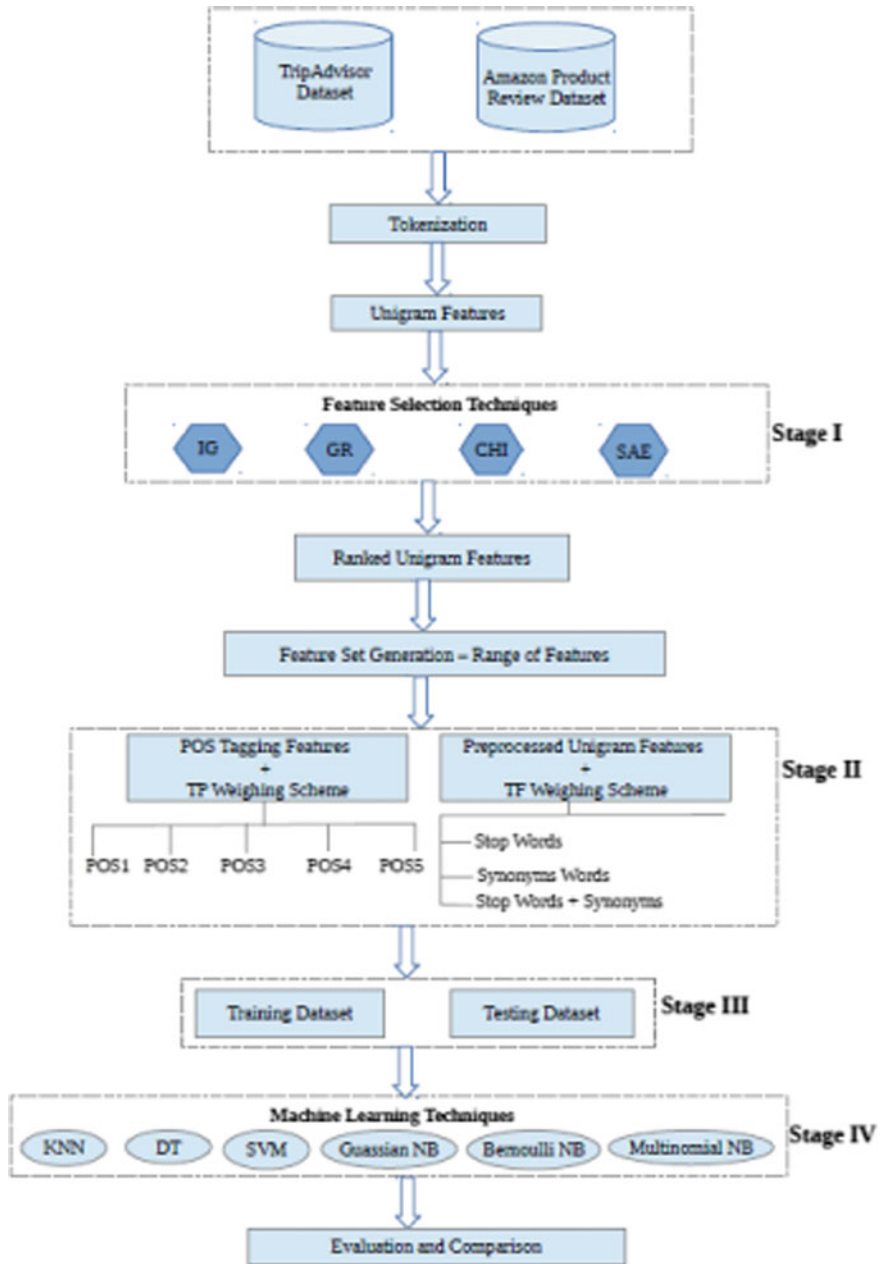 TripAdvisor
Dataset
Amazon Product
Review Dataset
Tokenization
Unigram Features
Feature Selection Techniques
Stage I
IG
GR
CHI
SAE
Ranked Unigram Features
Feature Set Generation – Range of Features
Stage II
POS Tagging Features
+
TP Weighing Scheme
POS1
POS2
POS3
POS4
POS5
Preprocessed Unigram Features
+
TF Weighing Scheme
Stop Words
Synonyms Words
Stop Words + Synonyms
Training Dataset
Testing Dataset
Stage III
Machine Learning Techniques
Stage IV
KNN
DT
SVM
Guassian NB
Bernoulli NB
Multinomial NB
Evaluation and Comparison